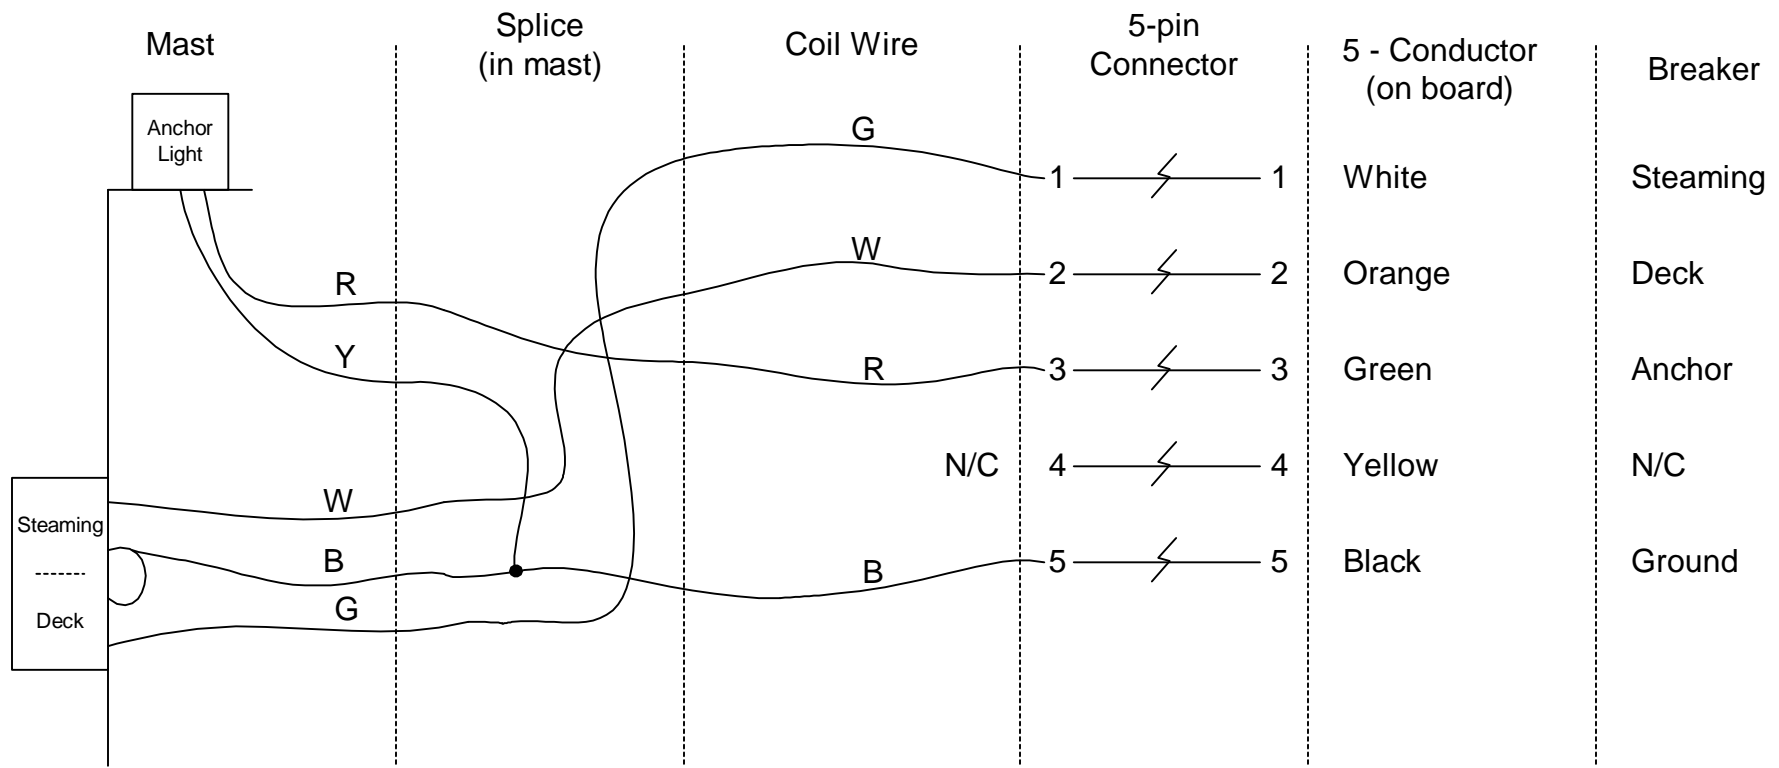 Mast
Splice
(in mast)
Coil Wire
5-pin
Connector
5 - Conductor
(on board)
Breaker
Anchor
Light
G
1
1
White
Steaming
R
W
2
2
Orange
Deck
Y
R
3
3
Green
Anchor
N/C
4
4
Yellow
N/C
W
Steaming
-------
Deck
B
B
5
5
Black
Ground
G